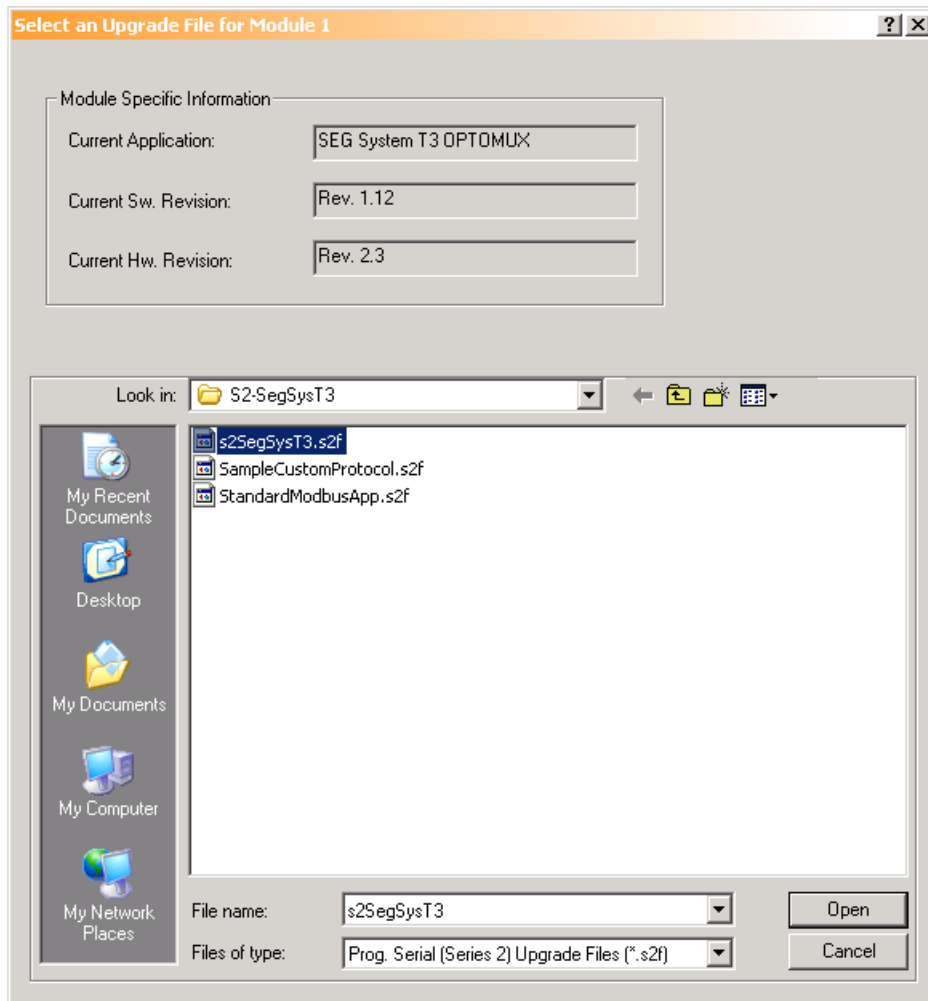 Select an Upgrade File for Module 1
Module Specific Information
Current Application: SEG System T3 OPTOMUX
Current Sw. Revision: Rev. 1.12
Current Hw. Revision: Rev. 2.3
Look in: S2-SegSysT3
s2SegSysT3.s2f
SampleCustomProtocol.s2f
StandardModbusApp.s2f
My Recent
Documents
Desktop
My Documents
My Computer
My Network
Places
File name: s2SegSysT3 Open
Files of type: Prog. Serial (Series 2) Upgrade Files (*.s2f) Cancel